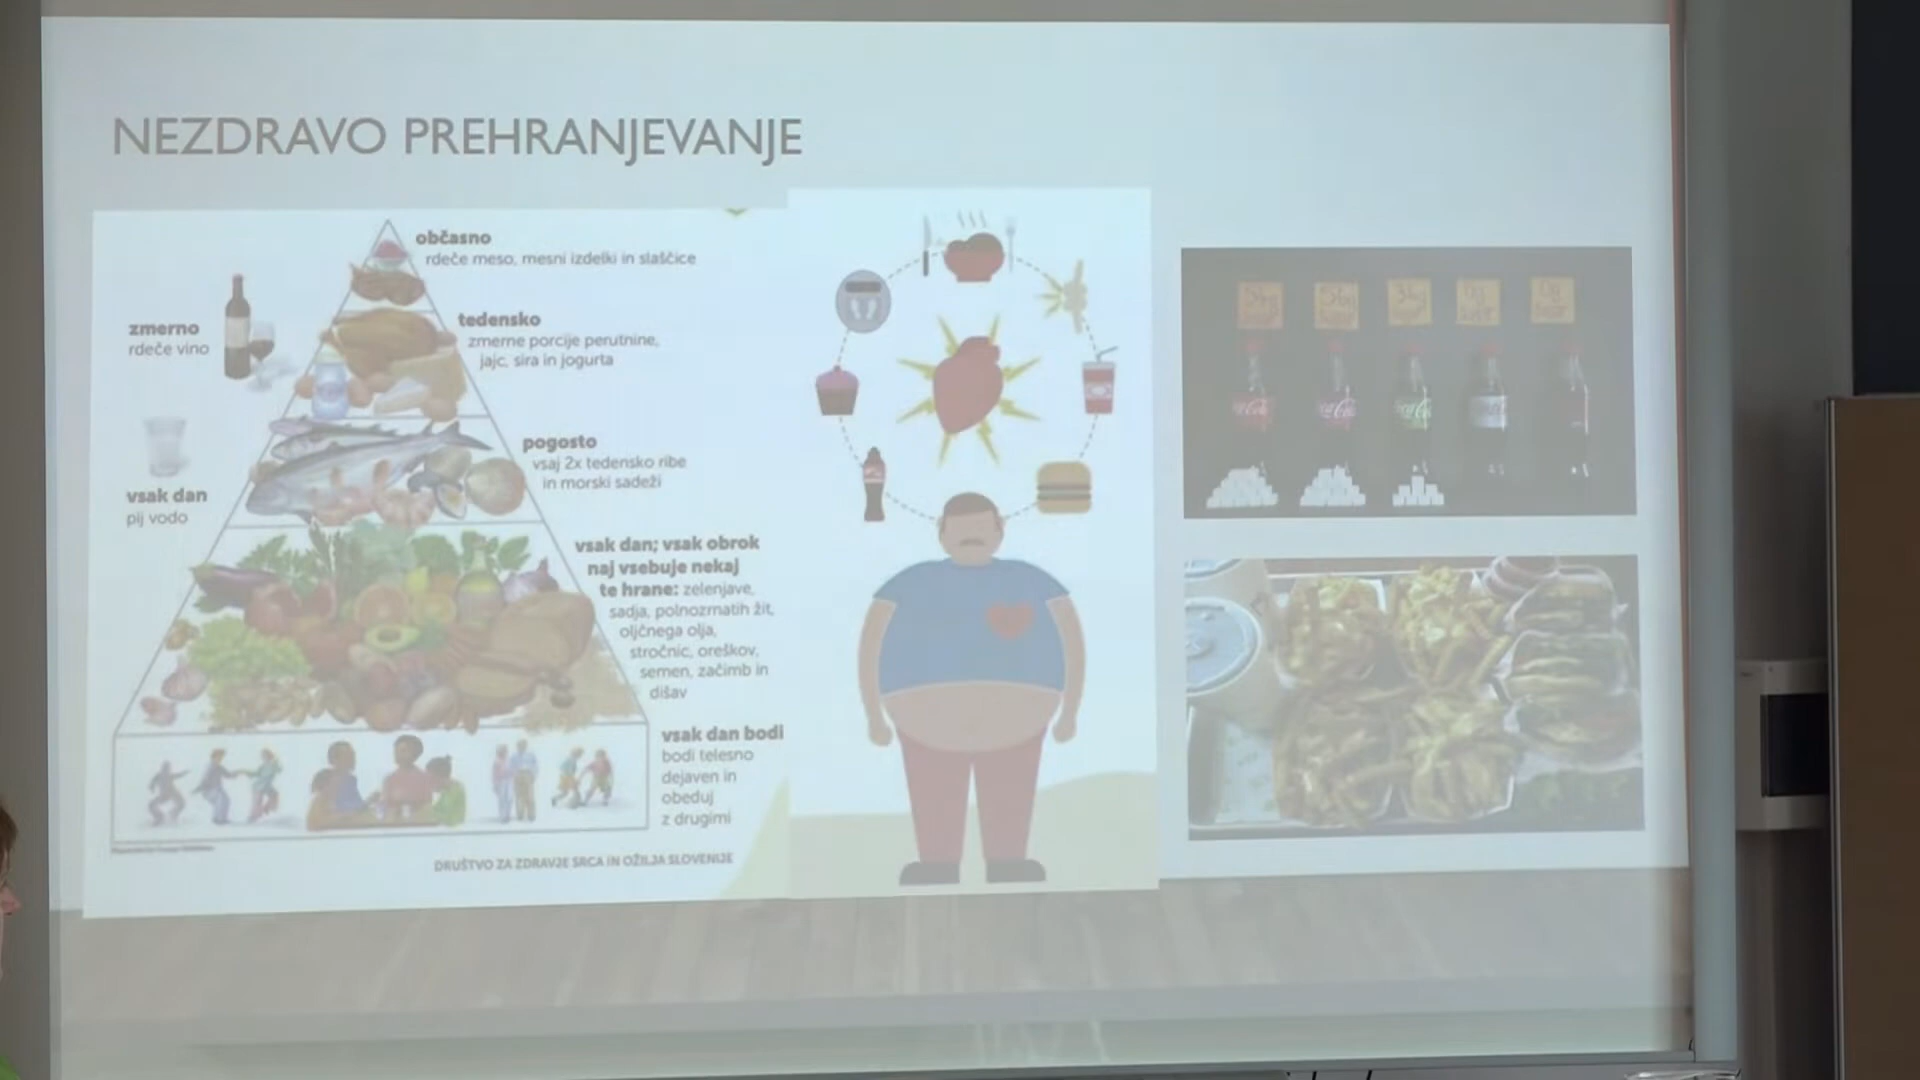 NEZDRAVO PREHRANJEVANJE
občasno
rdeče meso, mesni izdelki in slaščice
zmerno
rdeče vino
tedensko
zmerne porcije perutnine,
jajc, sira in jogurta
pogosto
vsaj 2x tedensko ribe
in morski sadeži
vsak dan
pij vodo
vsak dan; vsak obrok
naj vsebuje nekaj
te hrane: zelenjave,
sadja, polnozrnatih žit,
oljčnega olja,
stročnic, oreškov,
semen, začimb in
dišav
vsak dan bodi
bodi telesno
dejaven in
obeduj
z drugimi
DRUŠTVO ZA ZDRAVJE SRCA IN OŽILJA SLOVENIJE